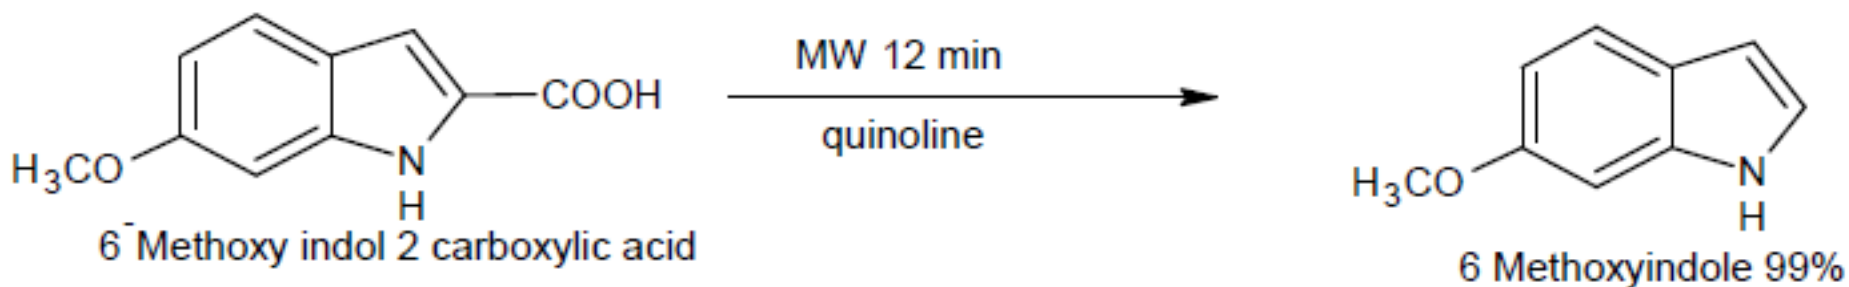 MW 12 min
COOH
quinoline
H₃CO
N
H
6-Methoxy indol 2 carboxylic acid
H₃CO
N
H
6 Methoxyindole 99%